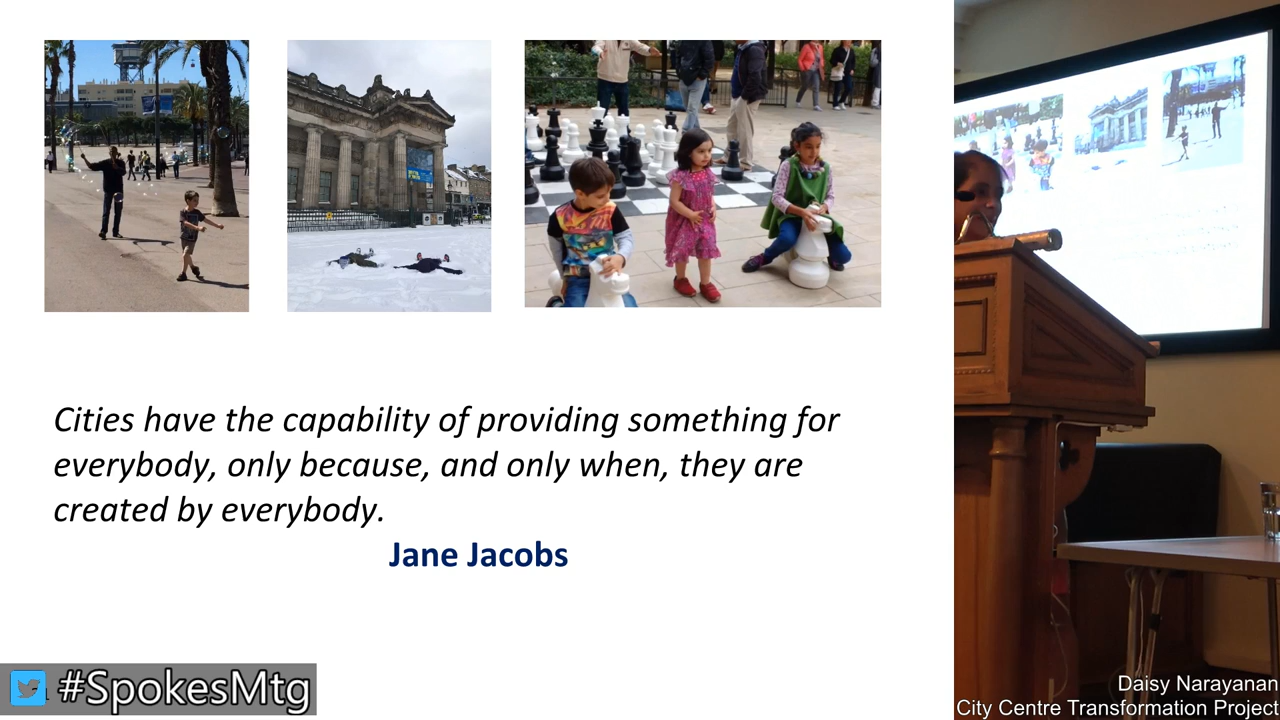 Cities have the capability of providing something for
everybody, only because, and only when, they are
created by everybody.
Jane Jacobs
#SpokesMtg
Daisy Narayanan
City Centre Transformation Project